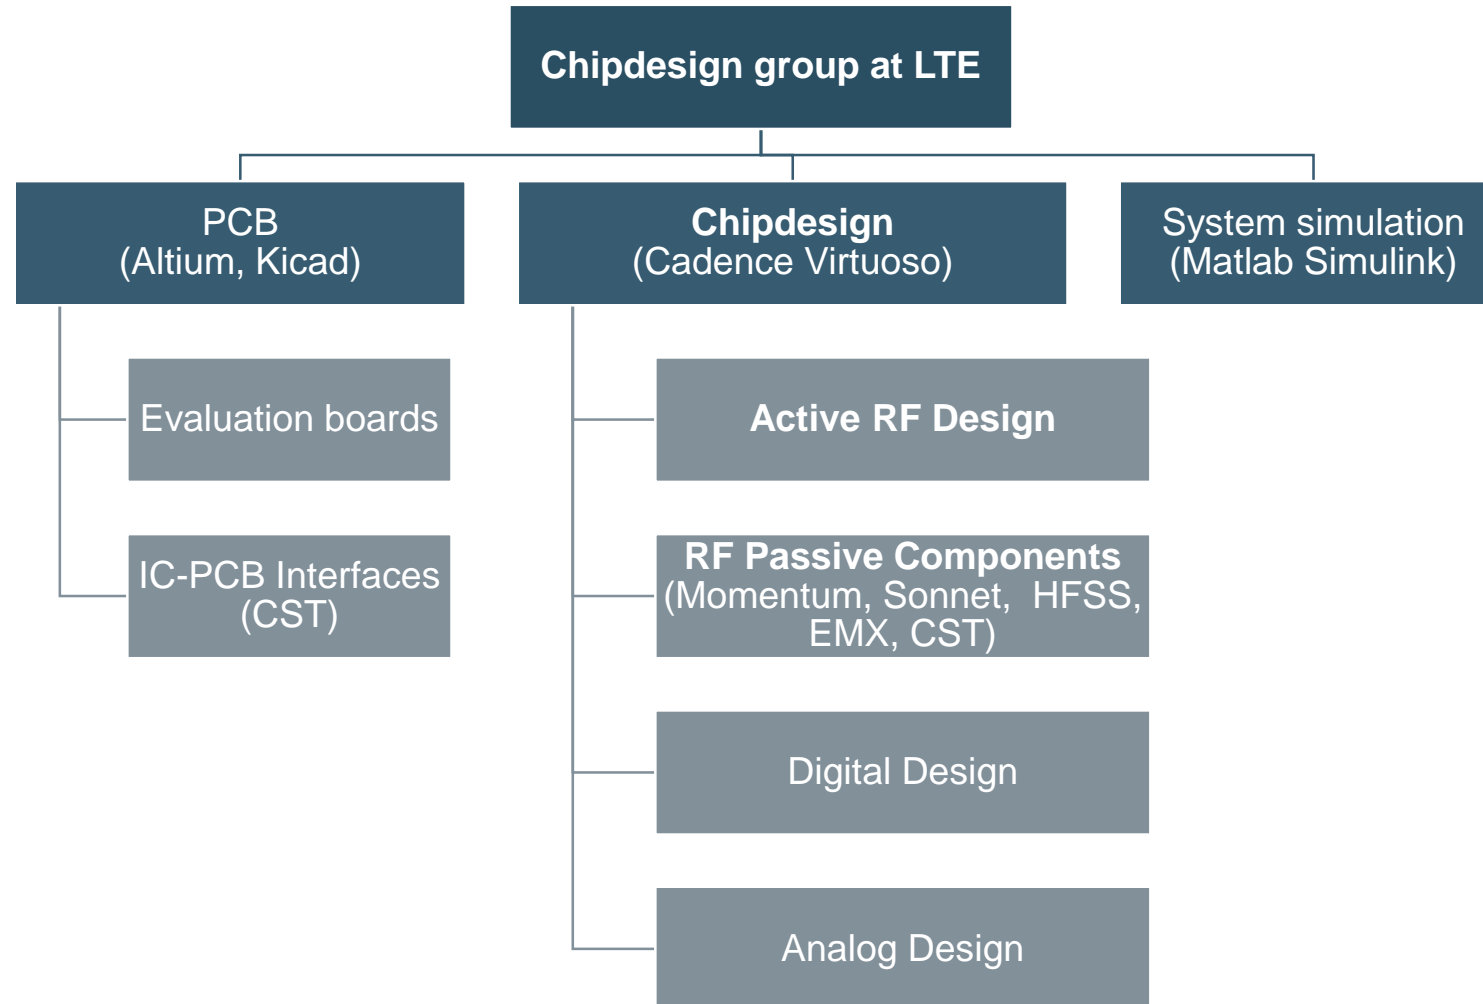 Chipdesign group at LTE
PCB
(Altium, Kicad)
Chipdesign
(Cadence Virtuoso)
System simulation
(Matlab Simulink)
Evaluation boards
IC-PCB Interfaces
(CST)
Active RF Design
RF Passive Components
(Momentum, Sonnet,  HFSS,
EMX, CST)
Digital Design
Analog Design